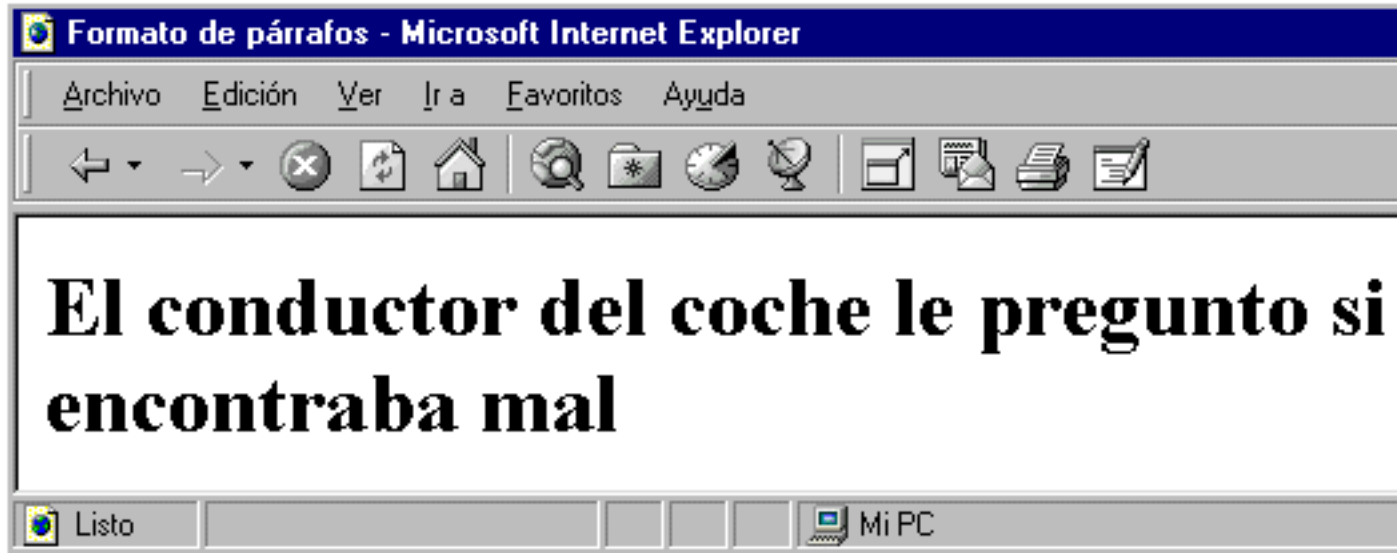 Formato de párrafos - Microsoft Internet Explorer
Archivo Edición Ver Ir a Favoritos Ayuda
El conductor del coche le pregunto si
encontraba mal
Listo Mi PC